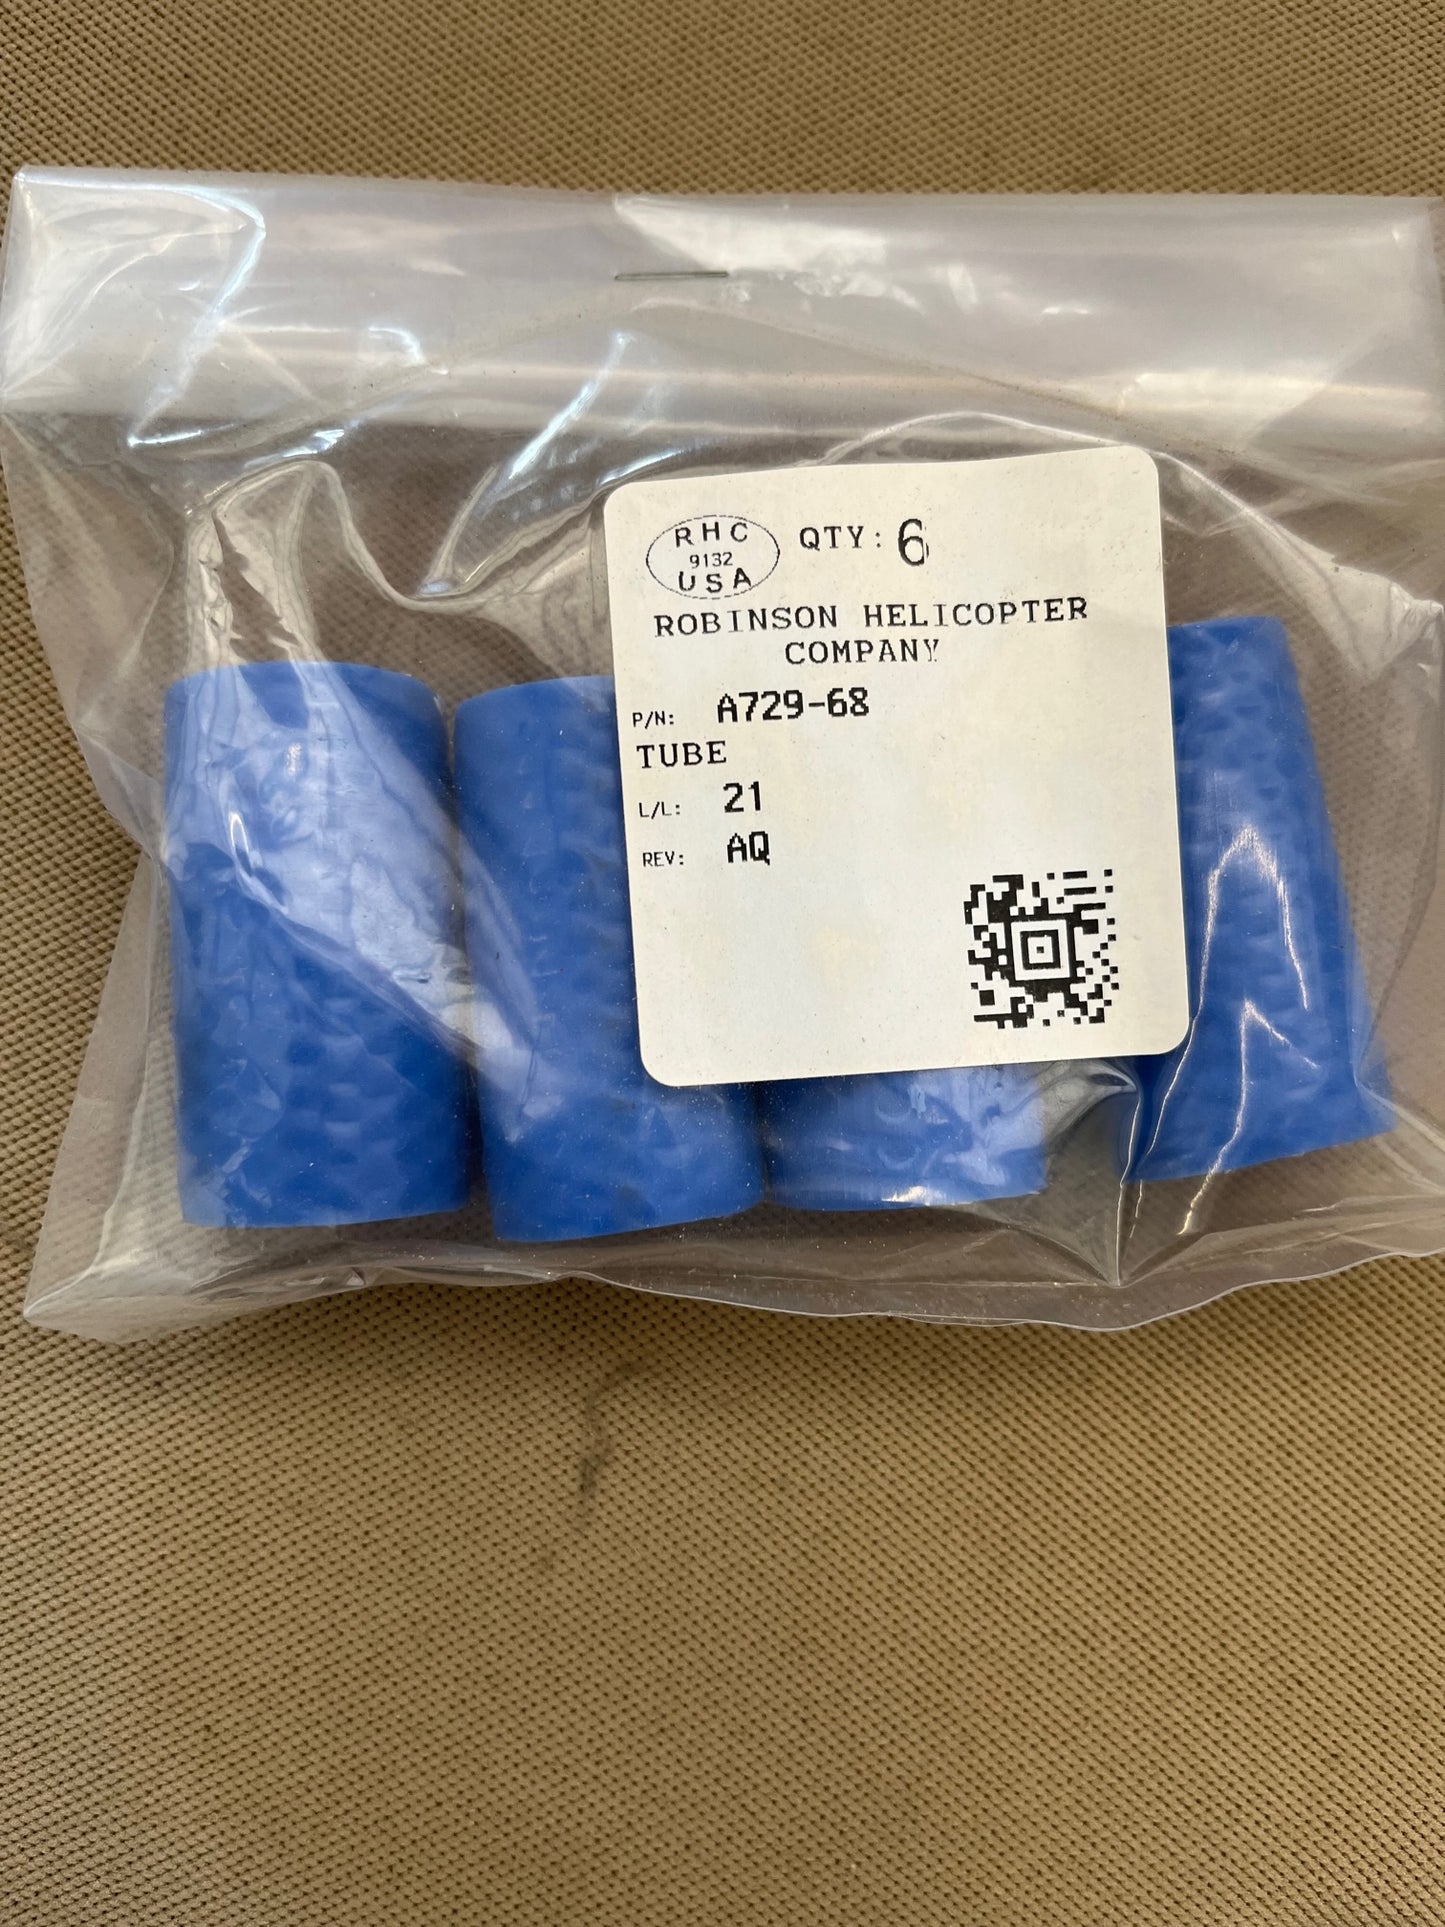 RHC
9132
USA
QTY: 6
ROBINSON HELICOPTER
COMPANY
P/N: A729-68
TUBE
L/L: 21
REV: AQ